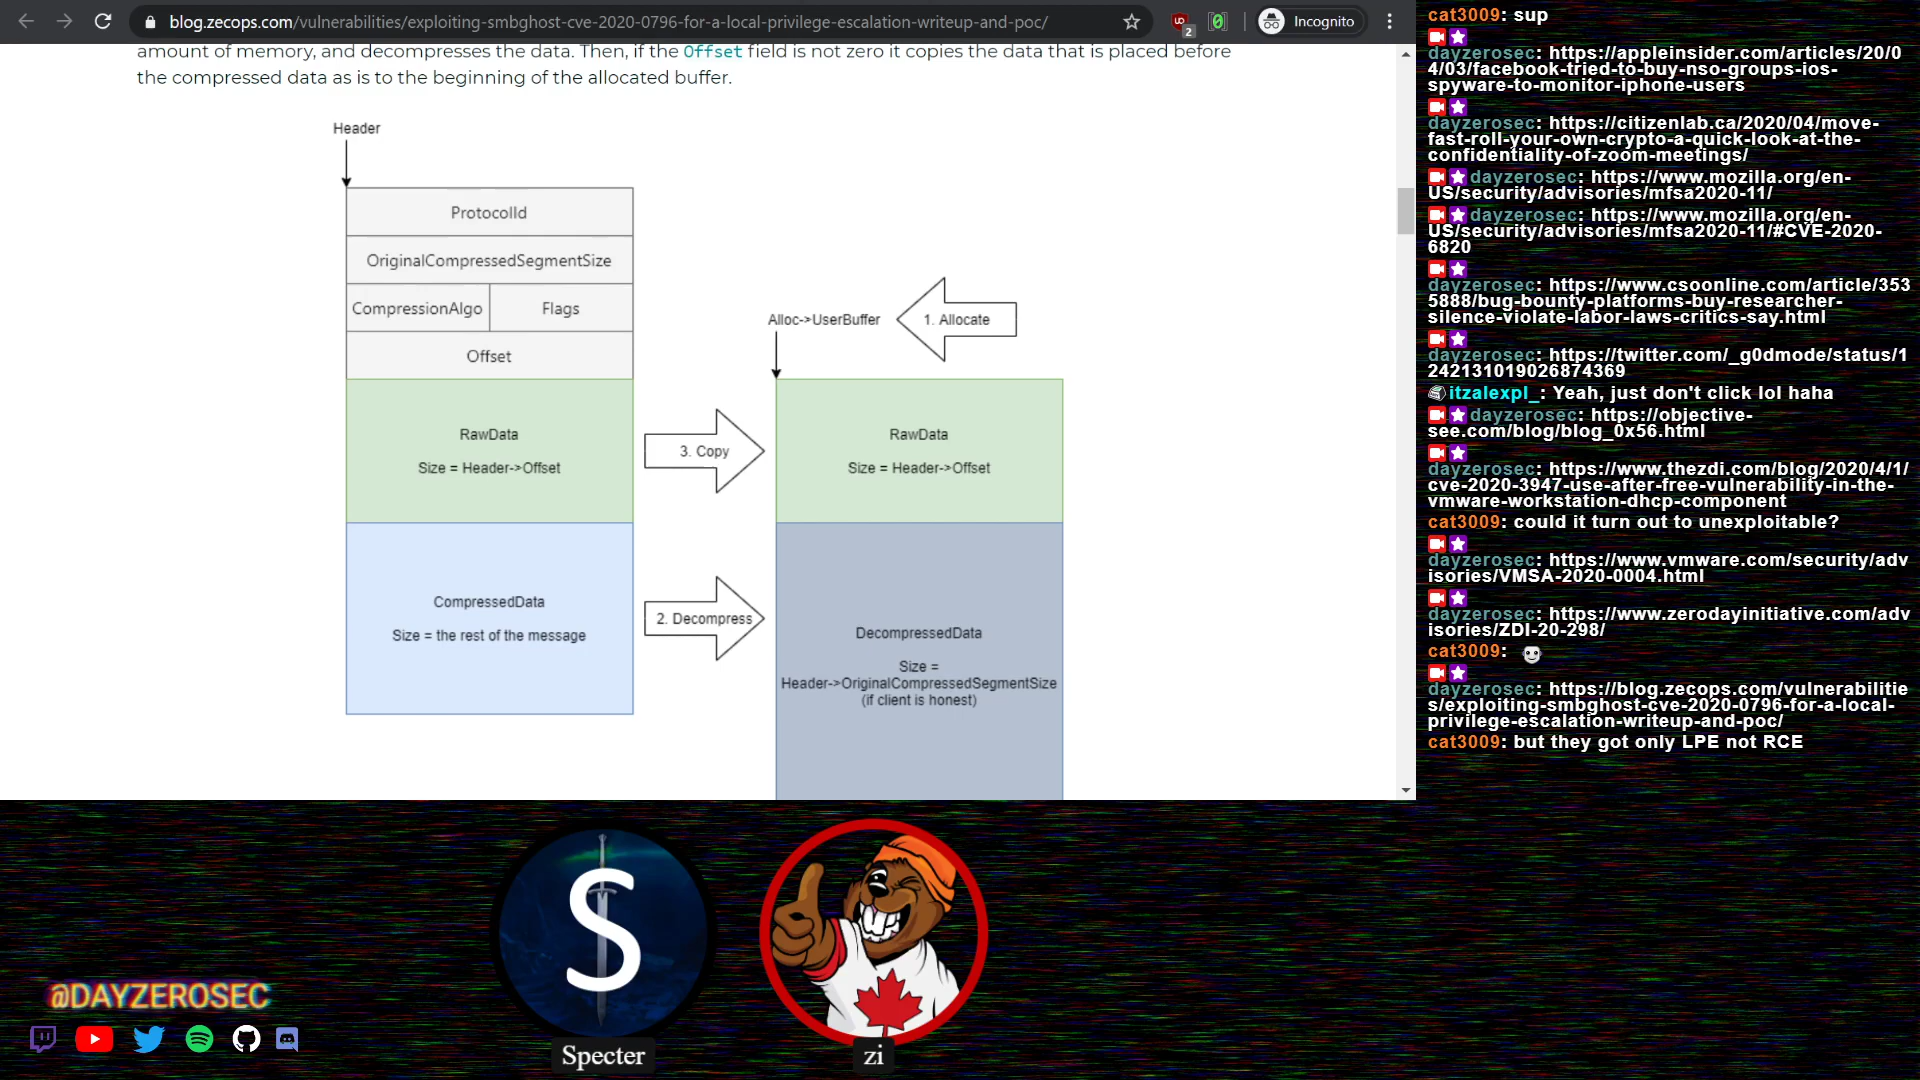 blog.zecops.com/vulnerabilities/exploiting-smbghost-cve-2020-0796-for-a-local-privilege-escalation-writeup-and-poc/
2
Incognito
amount of memory, and decompresses the data. Then, if the Offset field is not zero it copies the data that is placed before
the compressed data as is to the beginning of the allocated buffer.
Header
ProtocolId
OriginalCompressedSegmentSize
CompressionAlgo
Flags
Offset
Alloc->UserBuffer
1. Allocate
RawData
Size = Header->Offset
3. Copy
RawData
Size = Header->Offset
CompressedData
Size = the rest of the message
2. Decompress
DecompressedData
Size =
Header->OriginalCompressedSegmentSize
(if client is honest)
cat3009: sup
dayzerosec: https://appleinsider.com/articles/20/0
4/03/facebook-tried-to-buy-nso-groups-ios-
spyware-to-monitor-iphone-users
dayzerosec: https://citizenlab.ca/2020/04/move-
fast-roll-your-own-crypto-a-quick-look-at-the-
confidentiality-of-zoom-meetings/
dayzerosec: https://www.mozilla.org/en-
US/security/advisories/mfsa2020-11/
dayzerosec: https://www.mozilla.org/en-
US/security/advisories/mfsa2020-11/#CVE-2020-
6820
dayzerosec: https://www.csoonline.com/article/353
5888/bug-bounty-platforms-buy-researcher-
silence-violate-labor-laws-critics-say.html
dayzerosec: https://twitter.com/_g0dmode/status/1
242131019026874369
itzalexpl_: Yeah, just don't click lol haha
dayzerosec: https://objective-
see.com/blog/blog_0x56.html
dayzerosec: https://www.thezdi.com/blog/2020/4/1/
cve-2020-3947-use-after-free-vulnerability-in-the-
vmware-workstation-dhcp-component
cat3009: could it turn out to unexploitable?
dayzerosec: https://www.vmware.com/security/adv
isories/VMSA-2020-0004.html
dayzerosec: https://www.zerodayinitiative.com/adv
isories/ZDI-20-298/
cat3009:
dayzerosec: https://blog.zecops.com/vulnerabilitie
s/exploiting-smbghost-cve-2020-0796-for-a-local-
privilege-escalation-writeup-and-poc/
cat3009: but they got only LPE not RCE
@DAYZEROSEC
S
Specter
zi